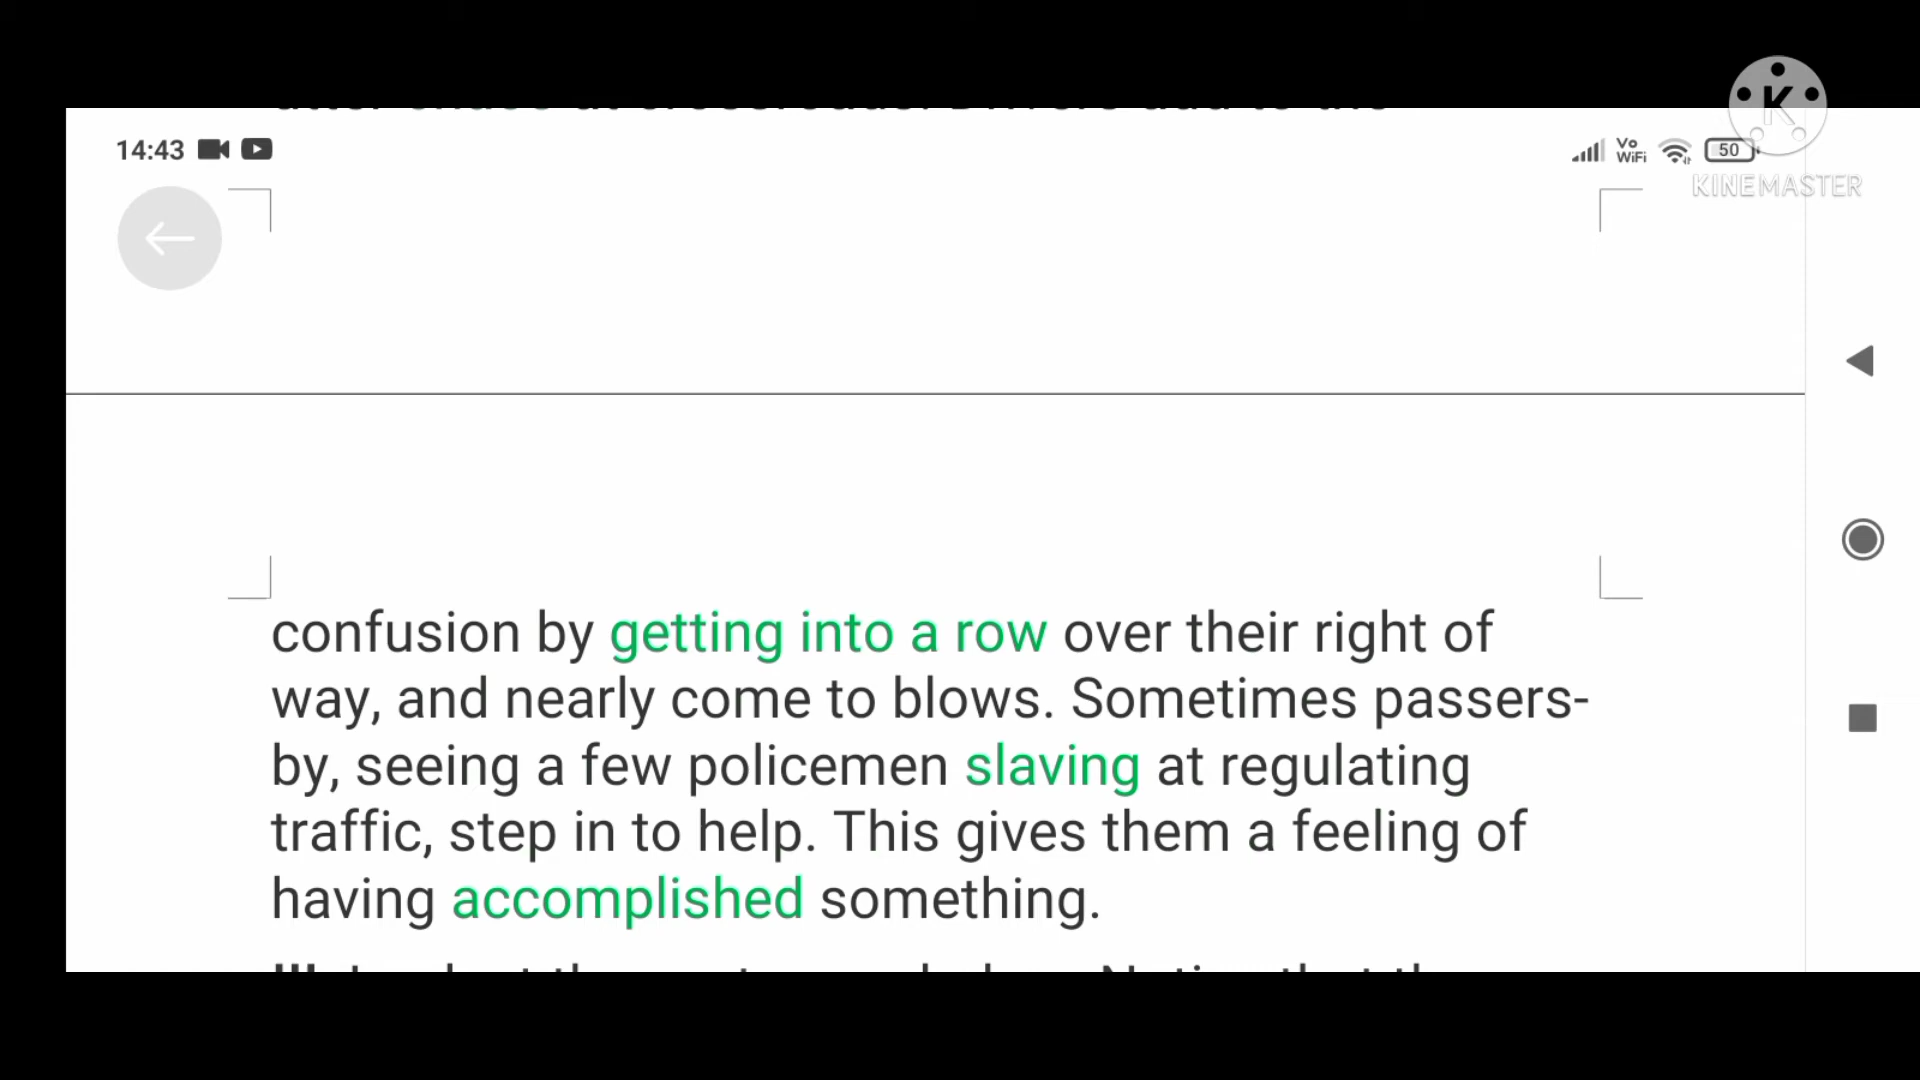 14:43
Vo
WiFi
50
K
KINEMASTER
confusion by getting into a row over their right of
way, and nearly come to blows. Sometimes passers-
by, seeing a few policemen slaving at regulating
traffic, step in to help. This gives them a feeling of
having accomplished something.